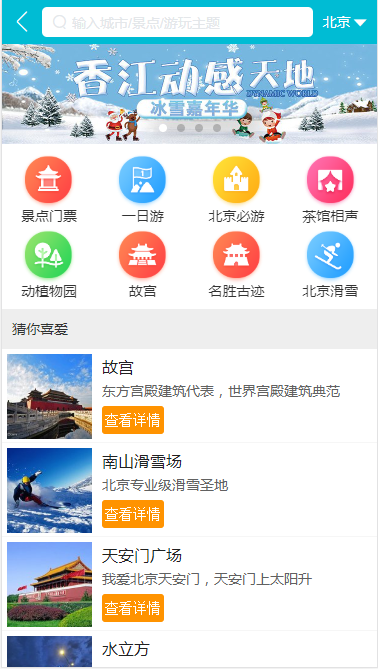 输入城市/景点/游玩主题
北京
香江动感天地
DYNAMIC WORLD
冰雪嘉年华
景点门票 一日游 北京必游 茶馆相声
动植物园 故宫 名胜古迹 北京滑雪
猜你喜爱
故宫
东方宫殿建筑代表，世界宫殿建筑典范
查看详情
南山滑雪场
北京专业级滑雪圣地
查看详情
天安门广场
我爱北京天安门，天安门上太阳升
查看详情
水立方